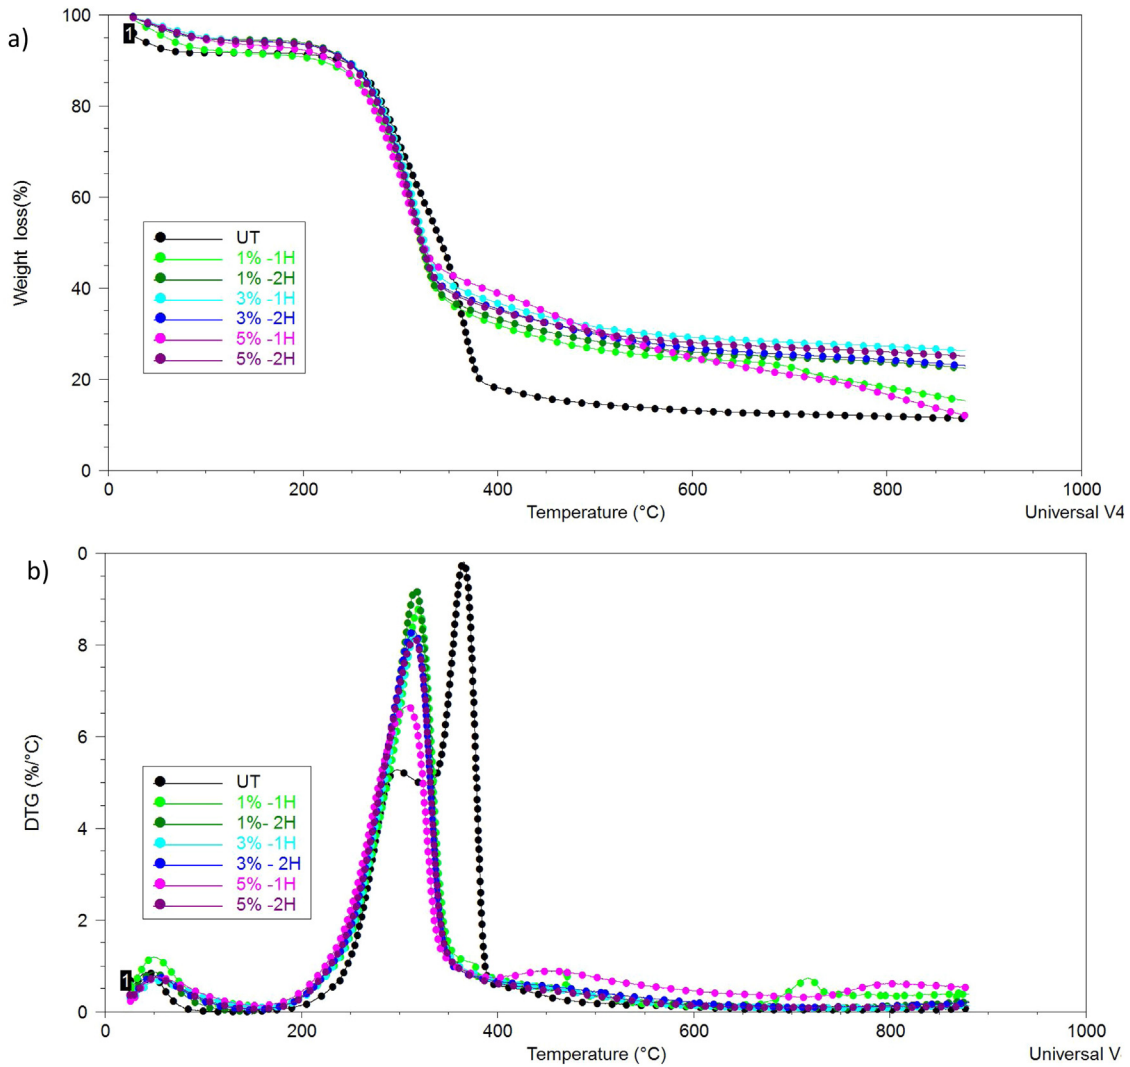 a)
100
80
60
40
20
0
Weight loss(%)
1
UT
1% -1H
1% -2H
3% -1H
3% -2H
5% -1H
5% -2H
0 200 400 600 800 1000
Temperature (°C)
Universal V4
b)
0
8
6
4
2
0
DTG (%/°C)
1
UT
1% -1H
1%- 2H
3% -1H
3% - 2H
5% -1H
5% -2H
0 200 400 600 800 1000
Temperature (°C)
Universal V